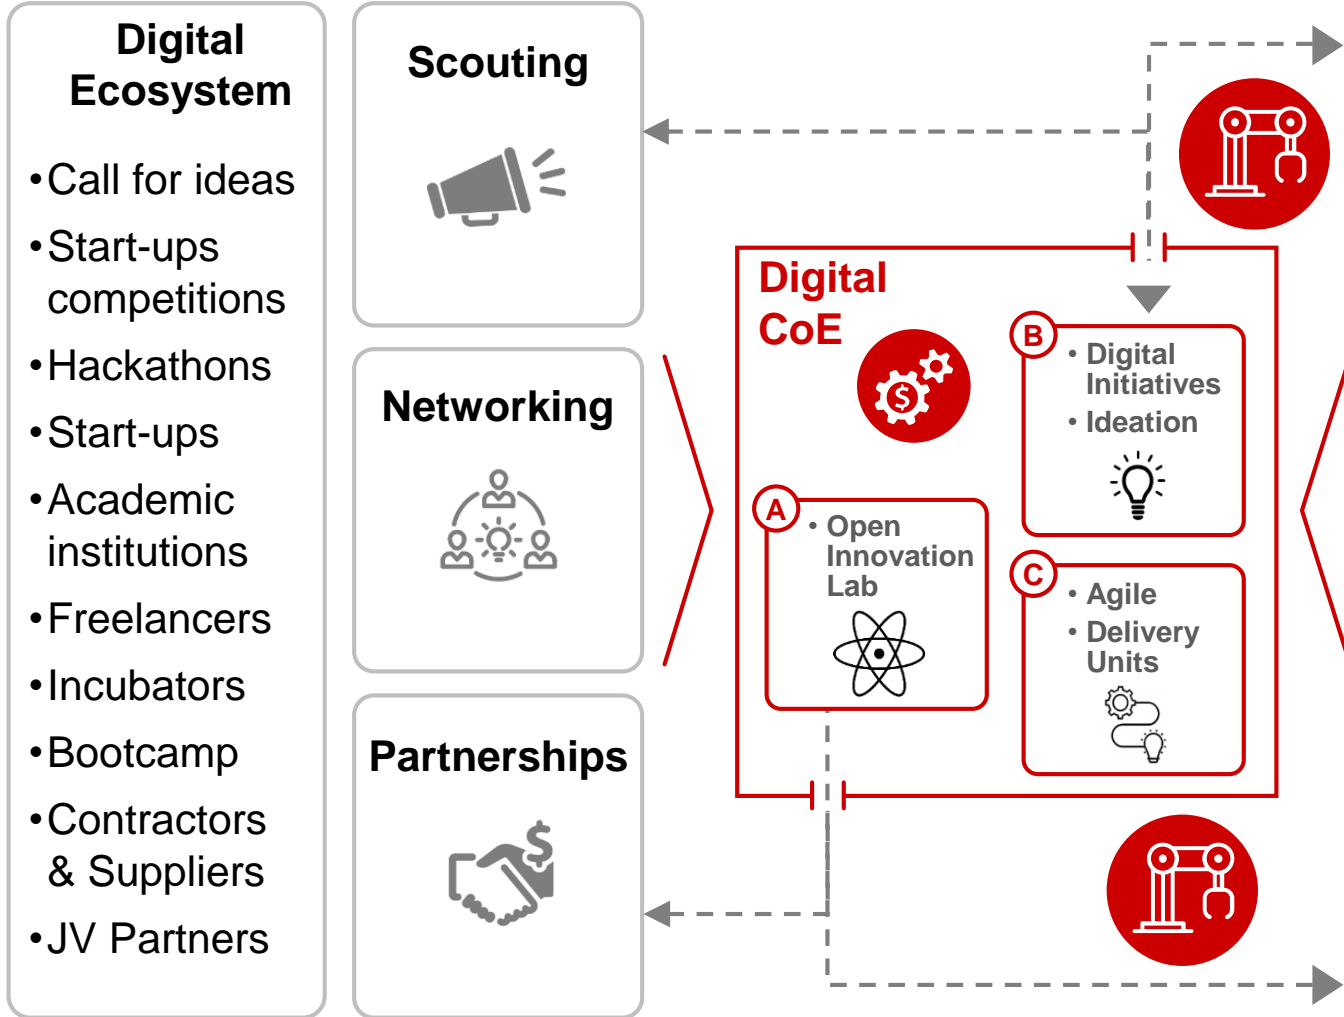 Digital
Ecosystem
•Call for ideas
•Start-ups
competitions
•Hackathons
•Start-ups
•Academic
institutions
•Freelancers
•Incubators
•Bootcamp
•Contractors
& Suppliers
•JV Partners
Scouting
Networking
Partnerships
$
Digital
CoE
$
A
• Open
Innovation
Lab
B
• Digital
Initiatives
• Ideation
C
• Agile
• Delivery
Units